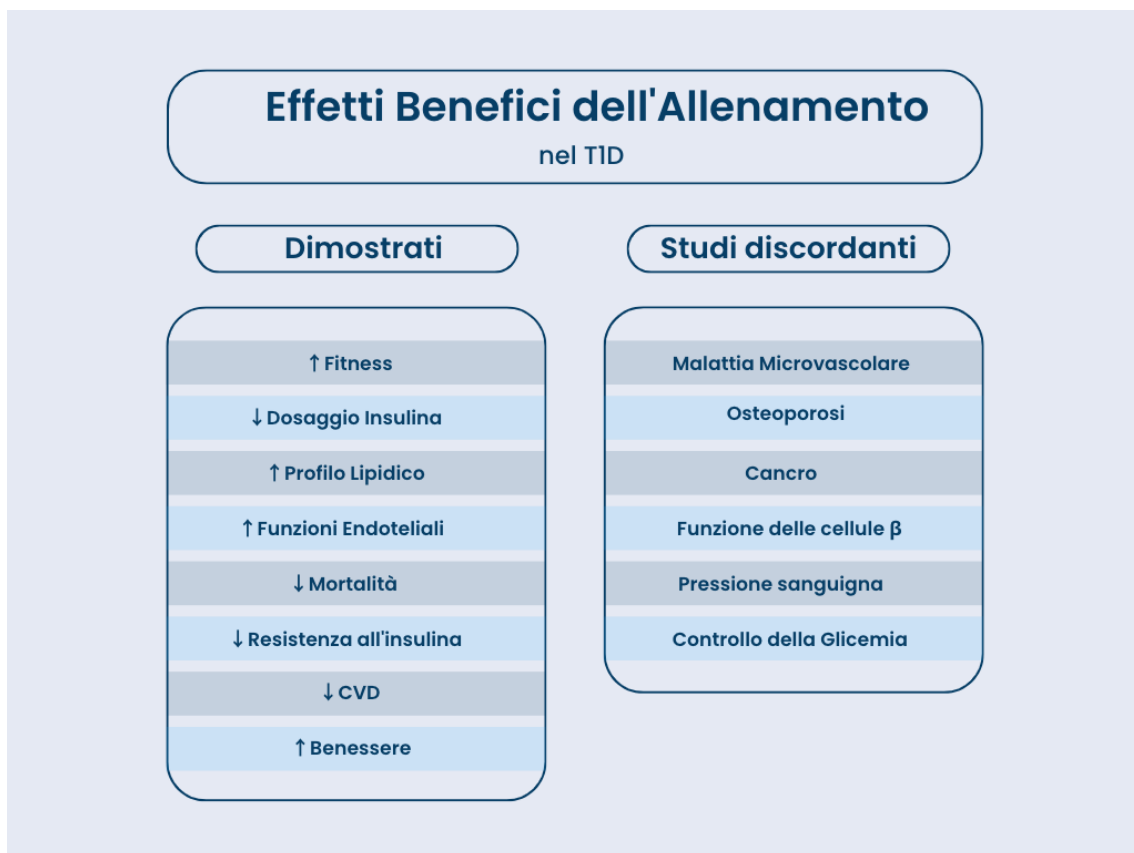 Effetti Benefici dell'Allenamento
nel T1D
Dimostrati
↑ Fitness
↓ Dosaggio Insulina
↑ Profilo Lipidico
↑ Funzioni Endoteliali
↓ Mortalità
↓ Resistenza all'insulina
↓ CVD
↑ Benessere
Studi discordanti
Malattia Microvascolare
Osteoporosi
Cancro
Funzione delle cellule β
Pressione sanguigna
Controllo della Glicemia